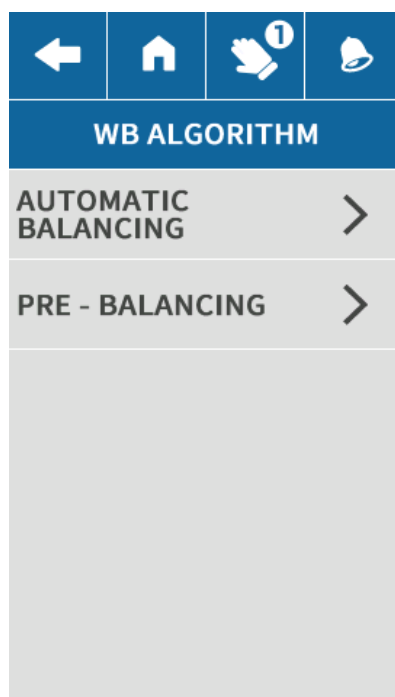 1
WB ALGORITHM
AUTOMATIC
BALANCING
PRE - BALANCING